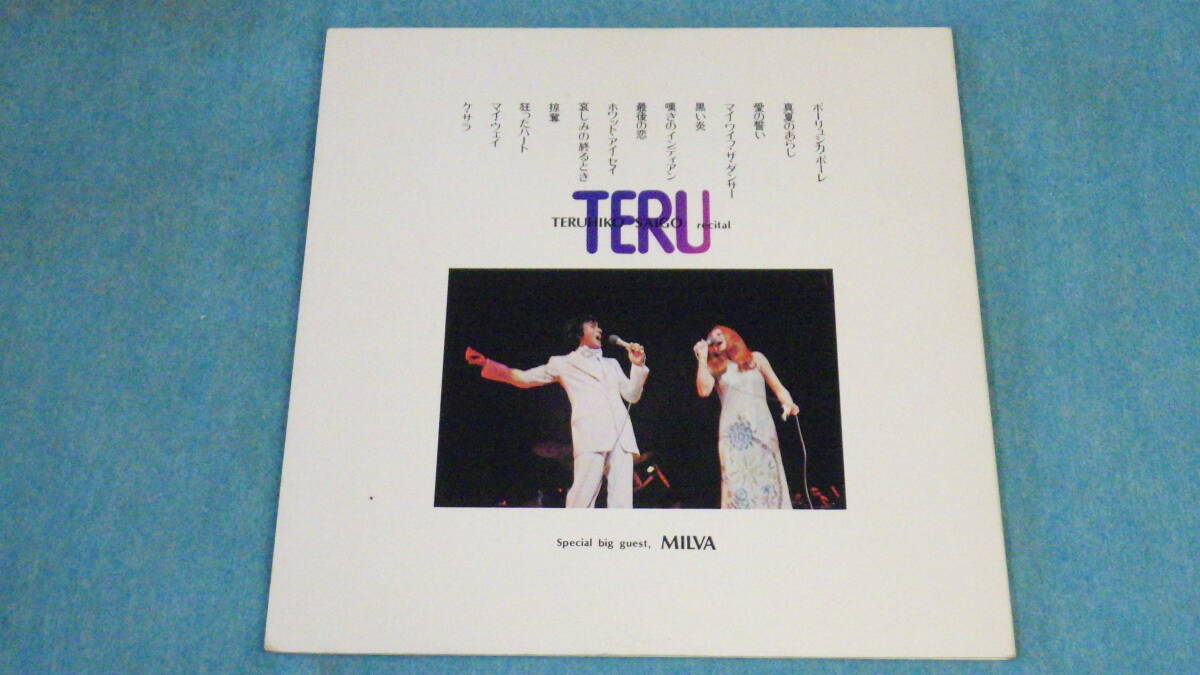 ポーリュシカ・ポーレ
真夏のあらし
愛の誓い
マイ・ワイフ・ザ・ダンサー
黒い炎
嘆きのインディアン
最後の恋
ホワッド・アイ・セイ
哀しみの終るとき
掠奪
狂ったハート
マイ・ウェイ
ケ・サラ
TERU
TERUHIKO SAIGO recital
Special big guest, MILVA